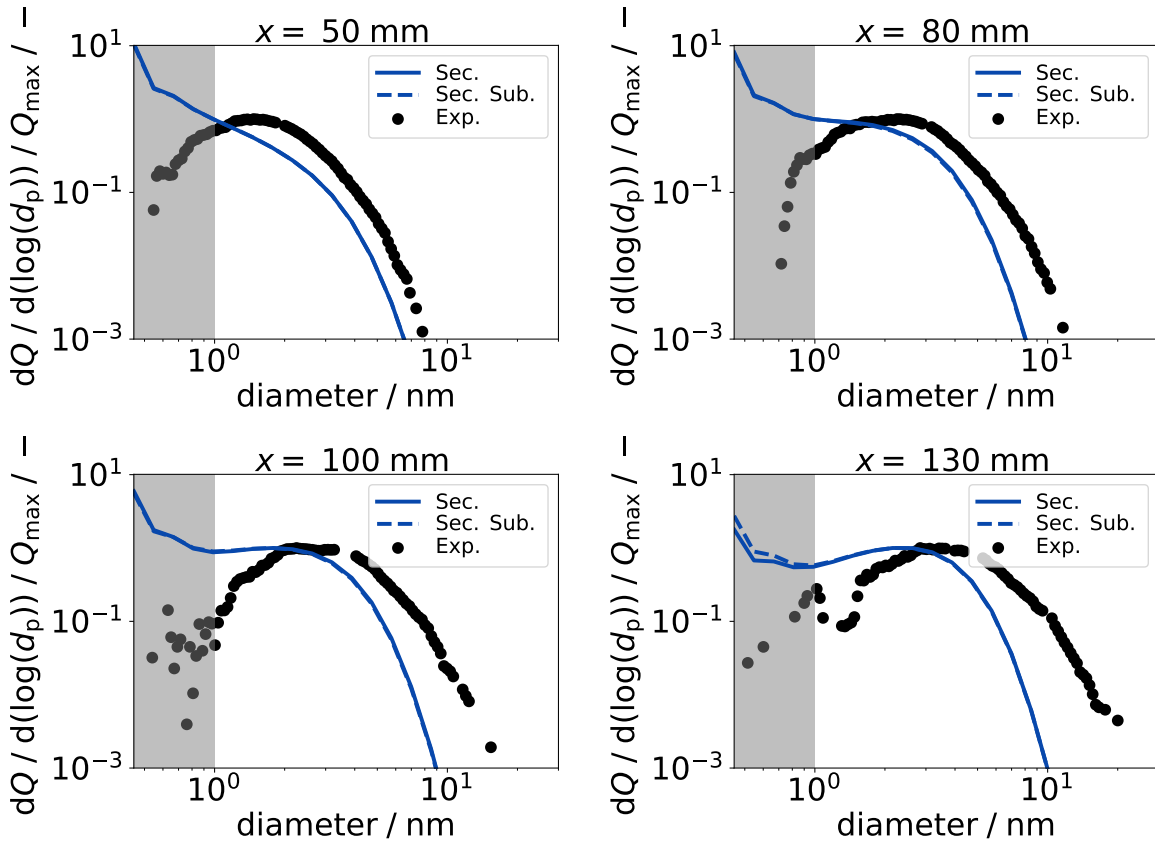 x = 50 mm
dQ / d(log(d_p)) / Q_max / −
10^1
10^−1
10^−3
10^0
10^1
diameter / nm
Sec.
Sec. Sub.
Exp.
x = 80 mm
dQ / d(log(d_p)) / Q_max / −
10^1
10^−1
10^−3
10^0
10^1
diameter / nm
Sec.
Sec. Sub.
Exp.
x = 100 mm
dQ / d(log(d_p)) / Q_max / −
10^1
10^−1
10^−3
10^0
10^1
diameter / nm
Sec.
Sec. Sub.
Exp.
x = 130 mm
dQ / d(log(d_p)) / Q_max / −
10^1
10^−1
10^−3
10^0
10^1
diameter / nm
Sec.
Sec. Sub.
Exp.